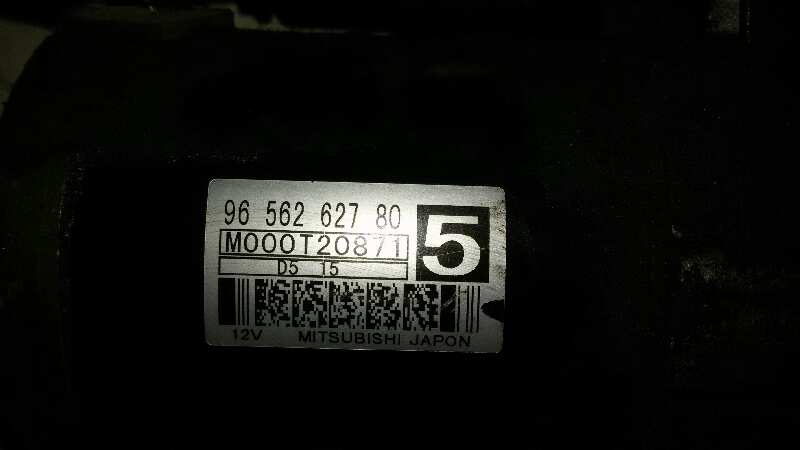 96 562 627 80
5
M000T20871
D5 15
12V MITSUBISHI JAPON